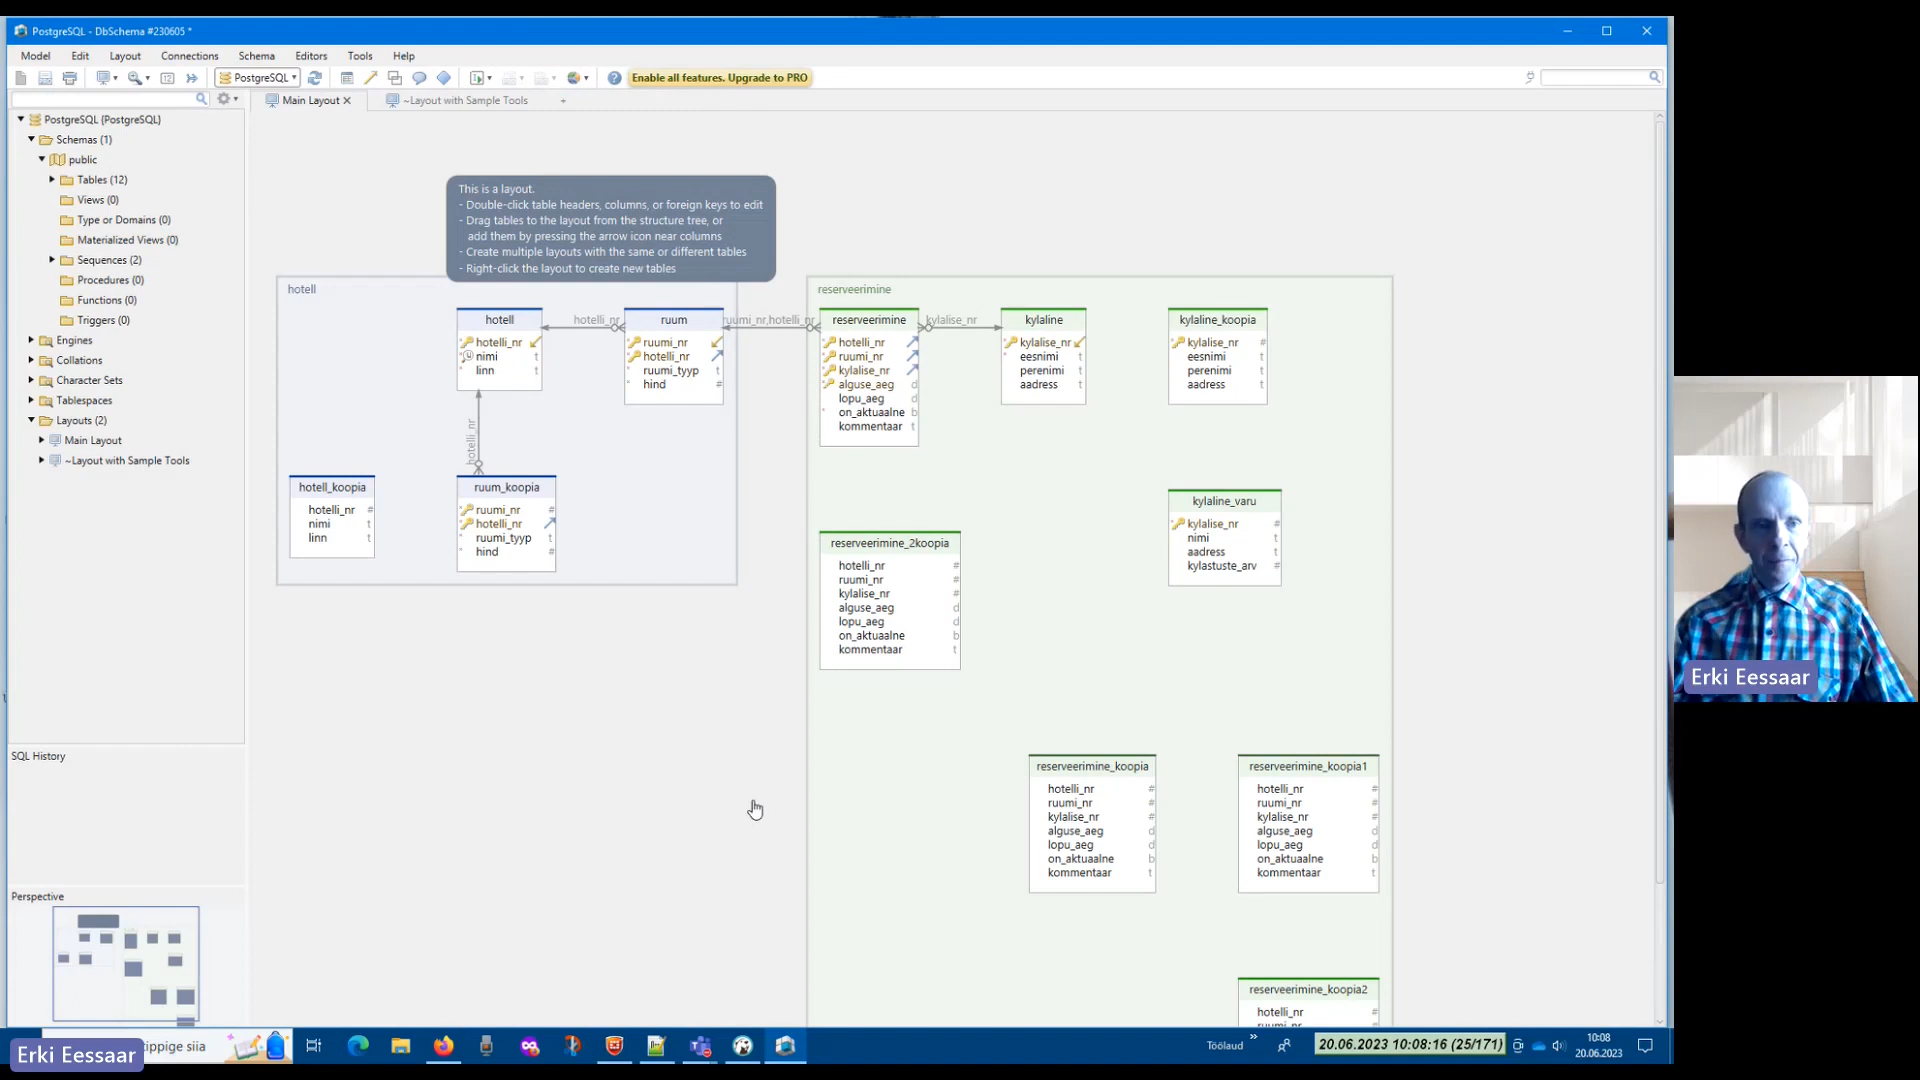 PostgreSQL - DbSchema #230605 *
Model Edit Layout Connections Schema Editors Tools Help
PostgreSQL
Enable all features. Upgrade to PRO
Main Layout
~Layout with Sample Tools
PostgreSQL (PostgreSQL)
Schemas (1)
public
Tables (12)
Views (0)
Type or Domains (0)
Materialized Views (0)
Sequences (2)
Procedures (0)
Functions (0)
Triggers (0)
Engines
Collations
Character Sets
Tablespaces
Layouts (2)
Main Layout
~Layout with Sample Tools
SQL History
Perspective
This is a layout.
- Double-click table headers, columns, or foreign keys to edit
- Drag tables to the layout from the structure tree, or
add them by pressing the arrow icon near columns
- Create multiple layouts with the same or different tables
- Right-click the layout to create new tables
hotell
hotell
hotelli_nr
nimi t
linn t
hotelli_nr
ruum
ruumi_nr
hotelli_nr
ruumi_tyyp t
hind #
hotelli_nr
hotell_koopia
hotelli_nr #
nimi t
linn t
ruum_koopia
ruumi_nr #
hotelli_nr
ruumi_tyyp t
hind #
ruumi_nr,hotelli_nr
reserveerimine
reserveerimine
hotelli_nr
ruumi_nr
kylalise_nr
alguse_aeg d
lopu_aeg d
on_aktuaalne b
kommentaar t
kylalise_nr
kylaline
kylalise_nr
eesnimi t
perenimi t
aadress t
kylaline_koopia
kylalise_nr #
eesnimi t
perenimi t
aadress t
kylaline_varu
kylalise_nr #
nimi t
aadress t
kylastuste_arv #
reserveerimine_2koopia
hotelli_nr #
ruumi_nr #
kylalise_nr #
alguse_aeg d
lopu_aeg d
on_aktuaalne b
kommentaar t
reserveerimine_koopia
hotelli_nr #
ruumi_nr #
kylalise_nr #
alguse_aeg d
lopu_aeg d
on_aktuaalne b
kommentaar t
reserveerimine_koopia1
hotelli_nr #
ruumi_nr #
kylalise_nr #
alguse_aeg d
lopu_aeg d
on_aktuaalne b
kommentaar t
reserveerimine_koopia2
hotelli_nr #
Erki Eessaar
Erki Eessaar
tippige siia
Töölaud
20.06.2023 10:08:16 (25/171)
10:08
20.06.2023